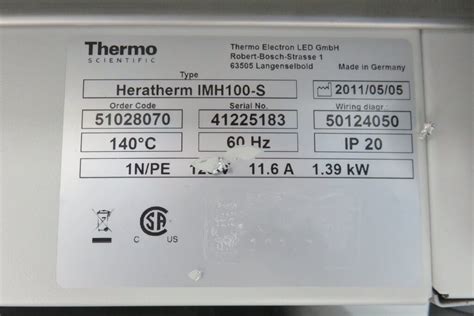 Thermo
SCIENTIFIC
Thermo Electron LED GmbH
Robert-Bosch-Strasse 1
63505 Langenselbold
Made in Germany
Type
Heratherm IMH100-S
2011/05/05
Order Code
Serial No.
Wiring diagr.
51028070
41225183
50124050
140°C
60 Hz
IP 20
1N/PE
11.6 A
1.39 kW
C
US